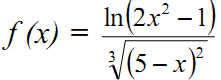 f(x) = ln(2x² − 1) / ∛((5 − x)²)